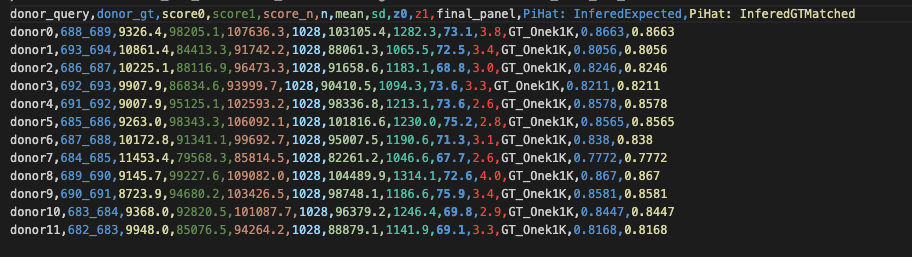 donor_query,donor_gt,score0,score1,score_n,n,mean,sd,z0,z1,final_panel,PiHat: InferedExpected,PiHat: InferedGTMatched
donor0,688_689,9326.4,98205.1,107636.3,1028,103105.4,1282.3,73.1,3.8,GT_Onek1K,0.8663,0.8663
donor1,693_694,10861.4,84413.3,91742.2,1028,88061.3,1065.5,72.5,3.4,GT_Onek1K,0.8056,0.8056
donor2,686_687,10225.1,88116.9,96473.3,1028,91658.6,1183.1,68.8,3.0,GT_Onek1K,0.8246,0.8246
donor3,692_693,9907.9,86834.6,93999.7,1028,90410.5,1094.3,73.6,3.3,GT_Onek1K,0.8211,0.8211
donor4,691_692,9007.9,95125.1,102593.2,1028,98336.8,1213.1,73.6,2.6,GT_Onek1K,0.8578,0.8578
donor5,685_686,9263.0,98343.3,106092.1,1028,101816.6,1230.0,75.2,2.8,GT_Onek1K,0.8565,0.8565
donor6,687_688,10172.8,91341.1,99692.7,1028,95007.5,1190.6,71.3,3.1,GT_Onek1K,0.838,0.838
donor7,684_685,11453.4,79568.3,85814.5,1028,82261.2,1046.6,67.7,2.6,GT_Onek1K,0.7772,0.7772
donor8,689_690,9145.7,99227.6,109082.0,1028,104489.9,1314.1,72.6,4.0,GT_Onek1K,0.867,0.867
donor9,690_691,8723.9,94680.2,103426.5,1028,98748.1,1186.6,75.9,3.4,GT_Onek1K,0.8581,0.8581
donor10,683_684,9368.0,92820.5,101087.7,1028,96379.2,1246.4,69.8,2.9,GT_Onek1K,0.8447,0.8447
donor11,682_683,9948.0,85076.5,94264.2,1028,88879.1,1141.9,69.1,3.3,GT_Onek1K,0.8168,0.8168